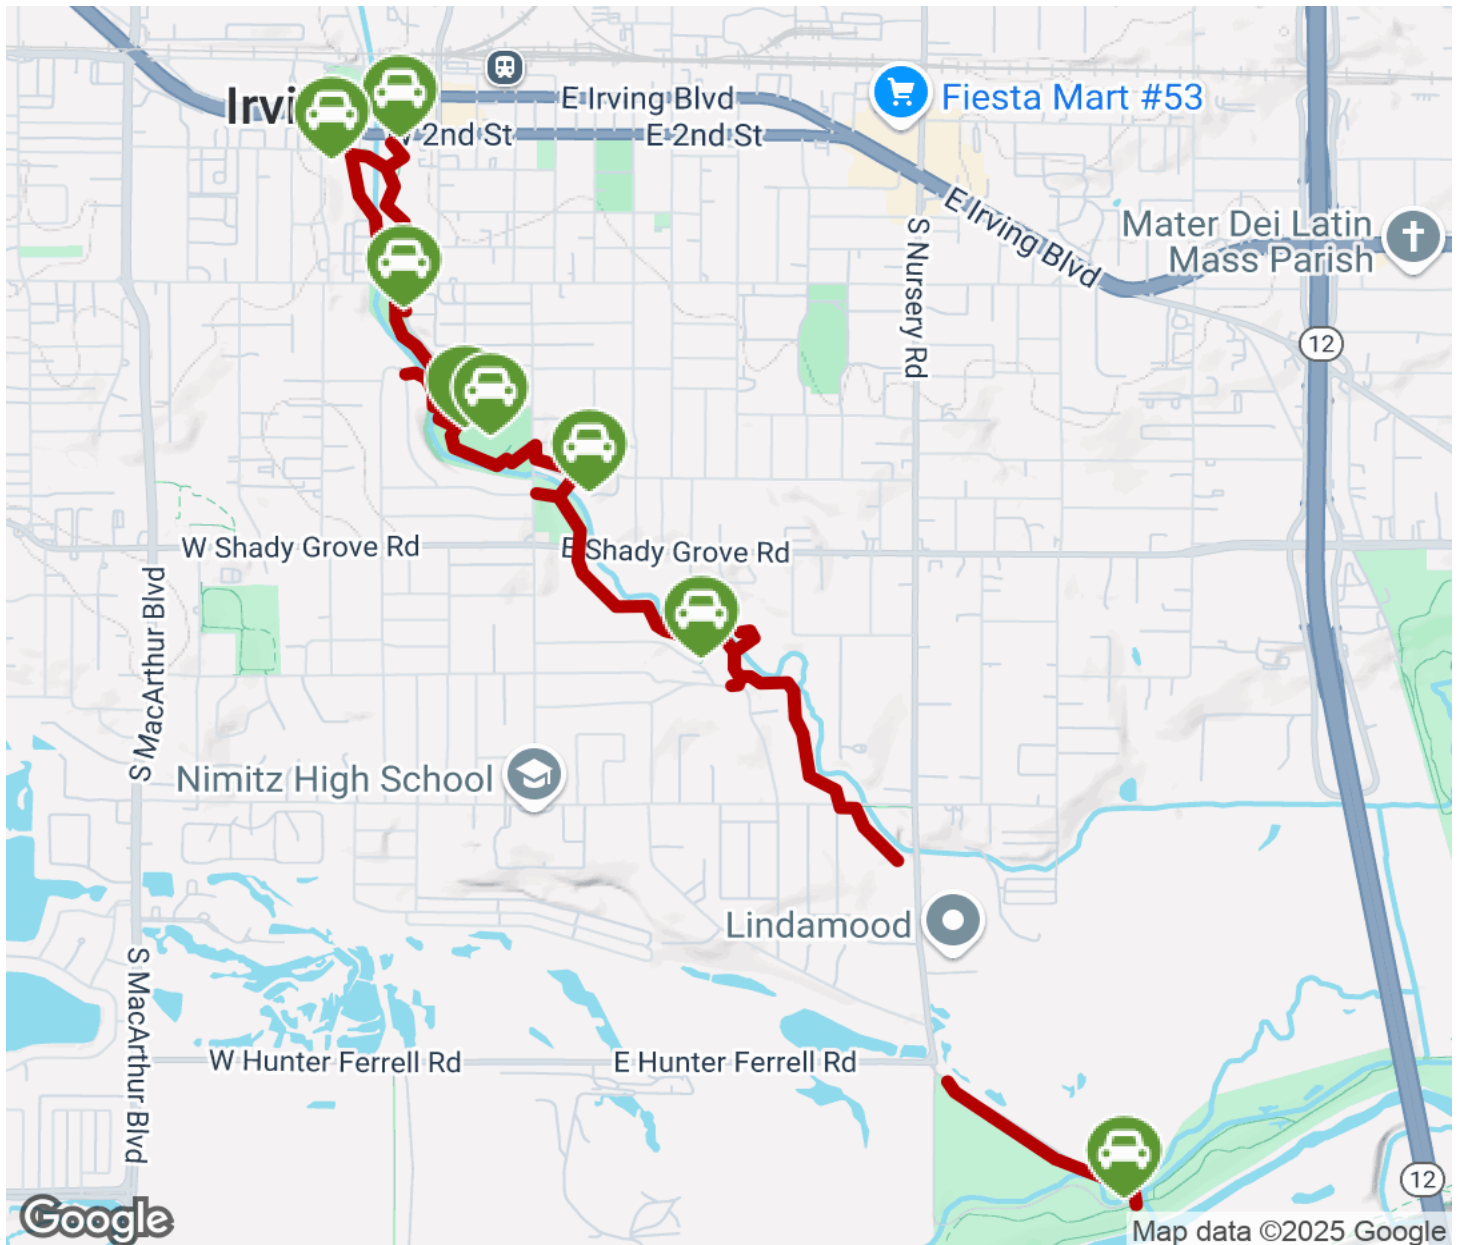 Irvi
E Irving Blvd
2nd St
E 2nd St
Fiesta Mart #53
E Irving Blvd
Mater Dei Latin
Mass Parish
S Nursery Rd
12
W Shady Grove Rd
E Shady Grove Rd
S MacArthur Blvd
Nimitz High School
Lindamood
S MacArthur Blvd
W Hunter Ferrell Rd
E Hunter Ferrell Rd
12
Google
Map data ©2025 Google